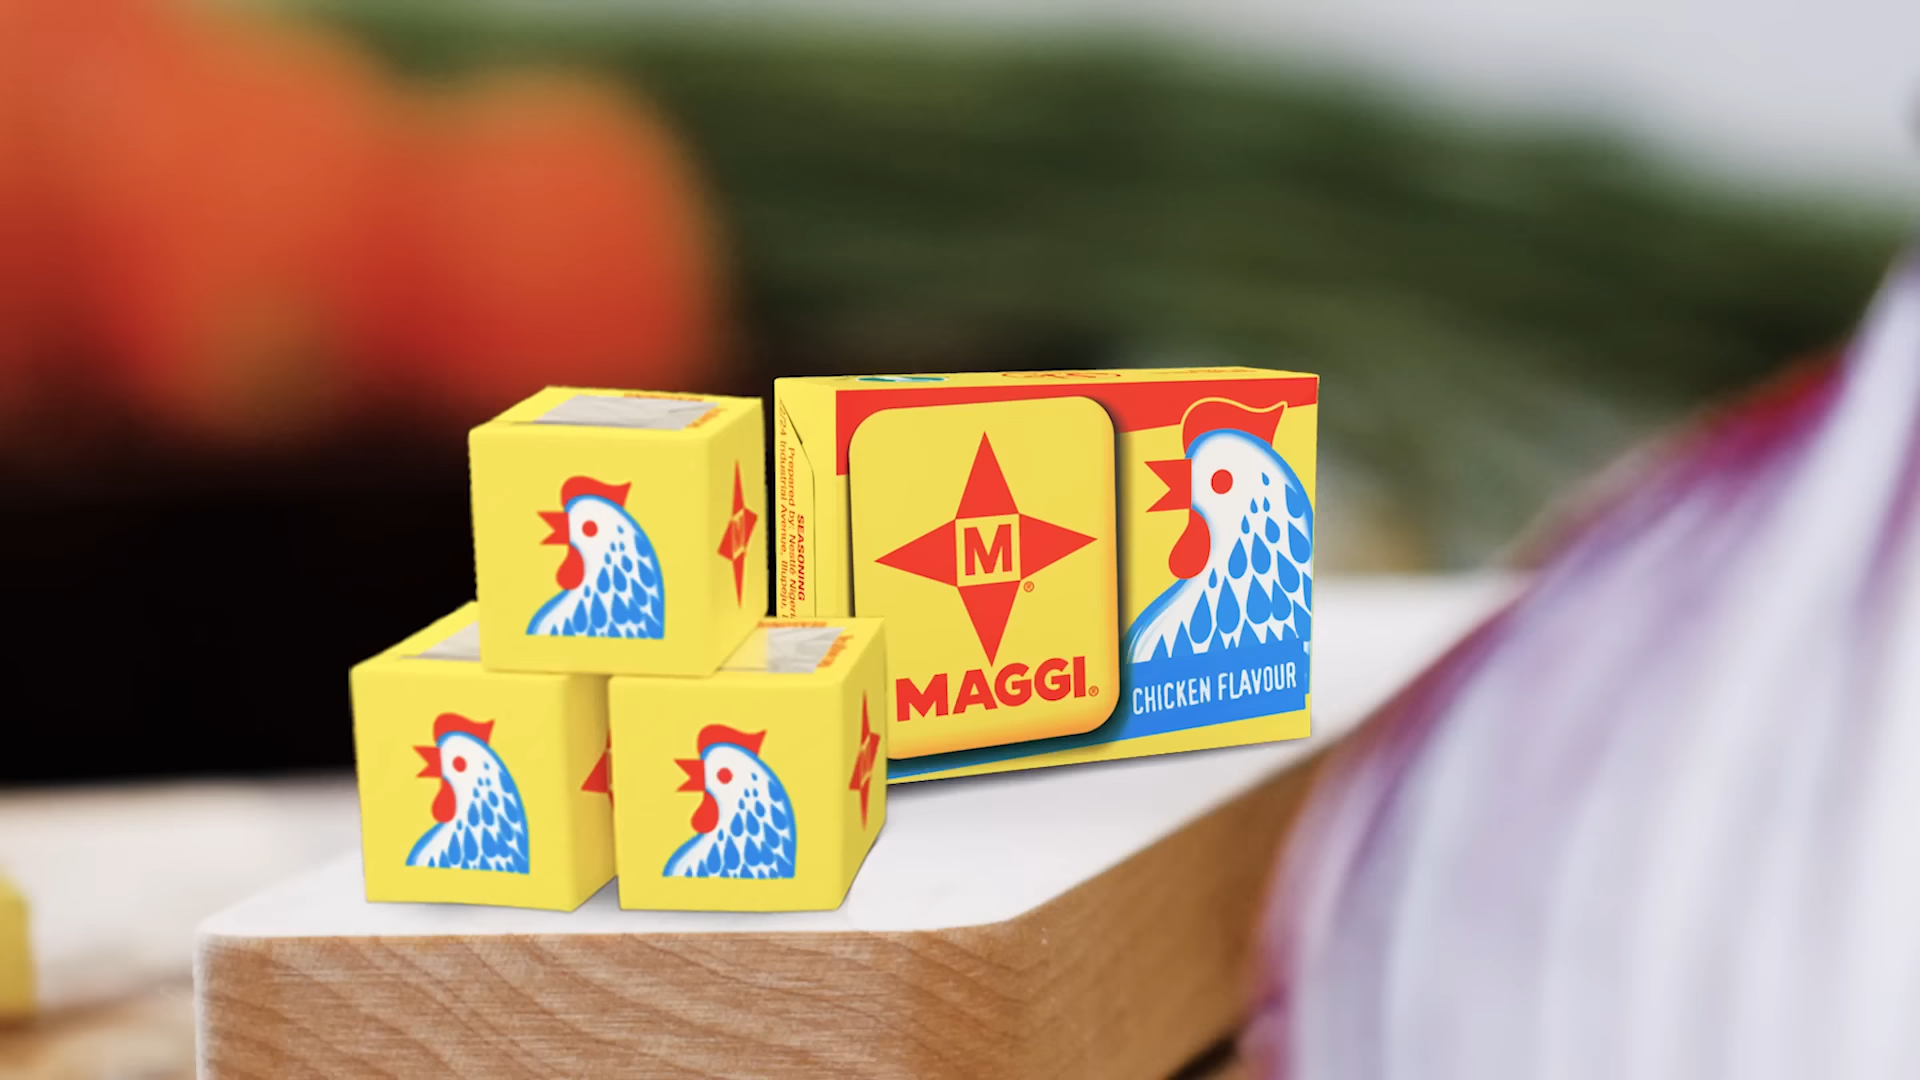 M
MAGGI®
CHICKEN FLAVOUR
SEASONING
Prepared by: Nestlé Nigeri
Industrial Avenue, Ilupeju,
M